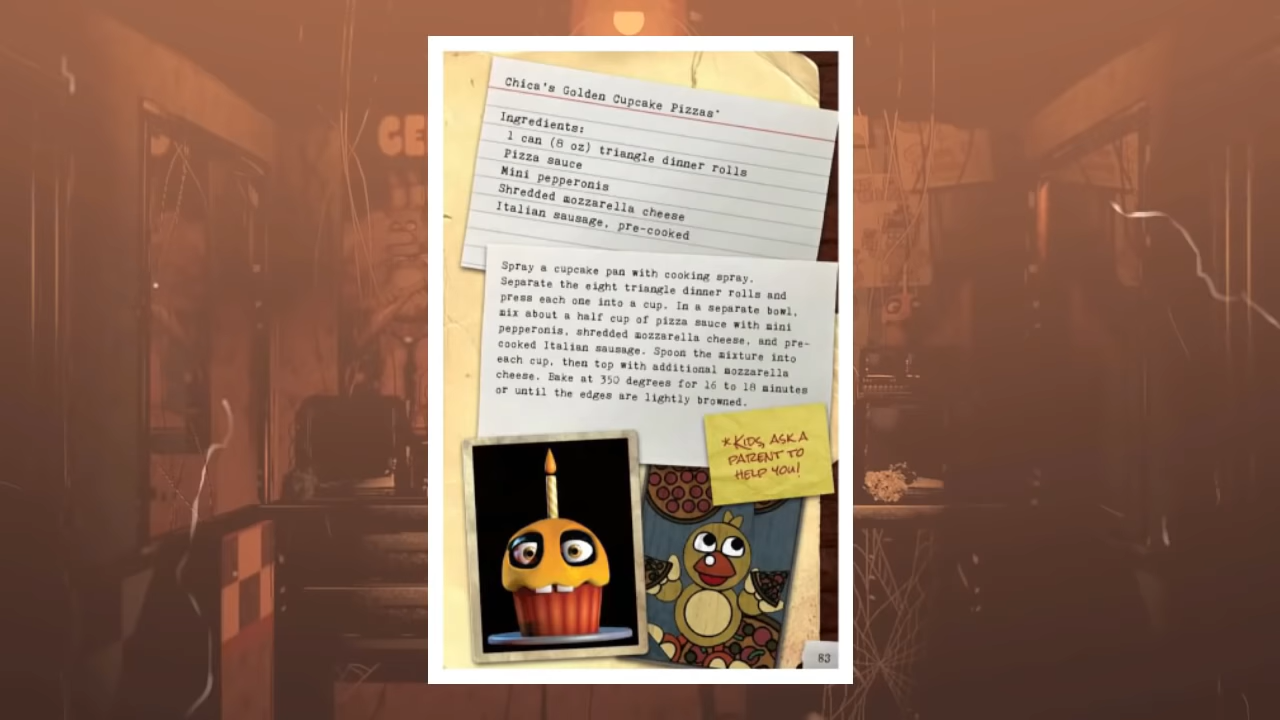 Chica's Golden Cupcake Pizzas*
Ingredients:
1 can (8 oz) triangle dinner rolls
Pizza sauce
Mini pepperonis
Shredded mozzarella cheese
Italian sausage, pre-cooked
Spray a cupcake pan with cooking spray.
Separate the eight triangle dinner rolls and
press each one into a cup. In a separate bowl,
mix about a half cup of pizza sauce with mini
pepperonis, shredded mozzarella cheese, and pre-
cooked Italian sausage. Spoon the mixture into
each cup, then top with additional mozzarella
cheese. Bake at 350 degrees for 16 to 18 minutes
or until the edges are lightly browned.
*KIDS, ASK A
PARENT TO
HELP YOU!
83